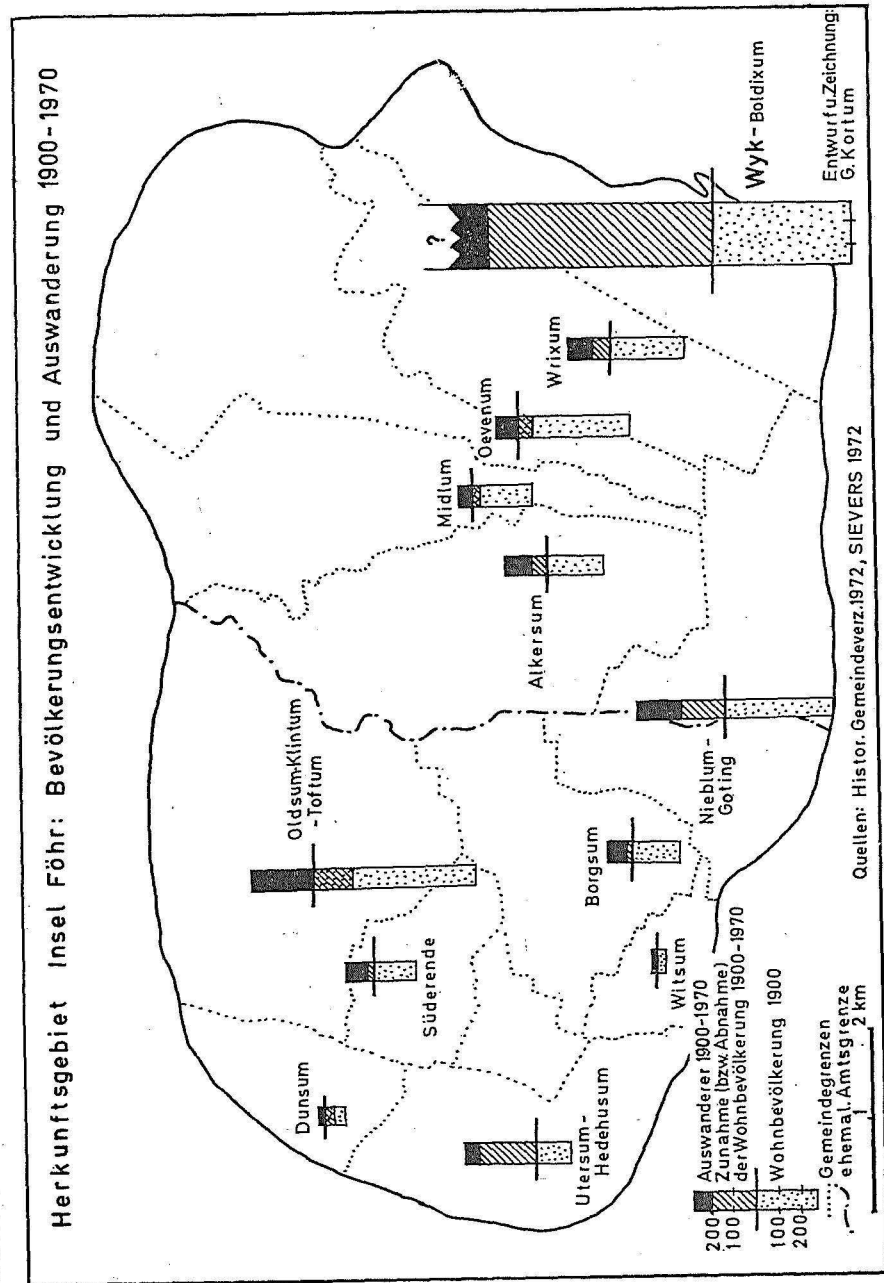 Herkunftsgebiet Insel Föhr: Bevölkerungsentwicklung und Auswanderung 1900-1970
Dunsum
Süderende
Oldsum-Klintum
-Toftum
Utersum-
Hedehusum
Witsum
Borgsum
Nieblum-
Goting
Alkersum
Midlum
Oevenum
Wrixum
?
Wyk-Boldixum
200
100
100
200
Auswanderer 1900-1970
Zunahme (bzw. Abnahme)
der Wohnbevölkerung 1900-1970
Wohnbevölkerung 1900
Gemeindegrenzen
ehemal. Amtsgrenze
1
2 km
Quellen: Histor. Gemeindeverz.1972, SIEVERS 1972
Entwurf u.Zeichnung:
G. Kortum